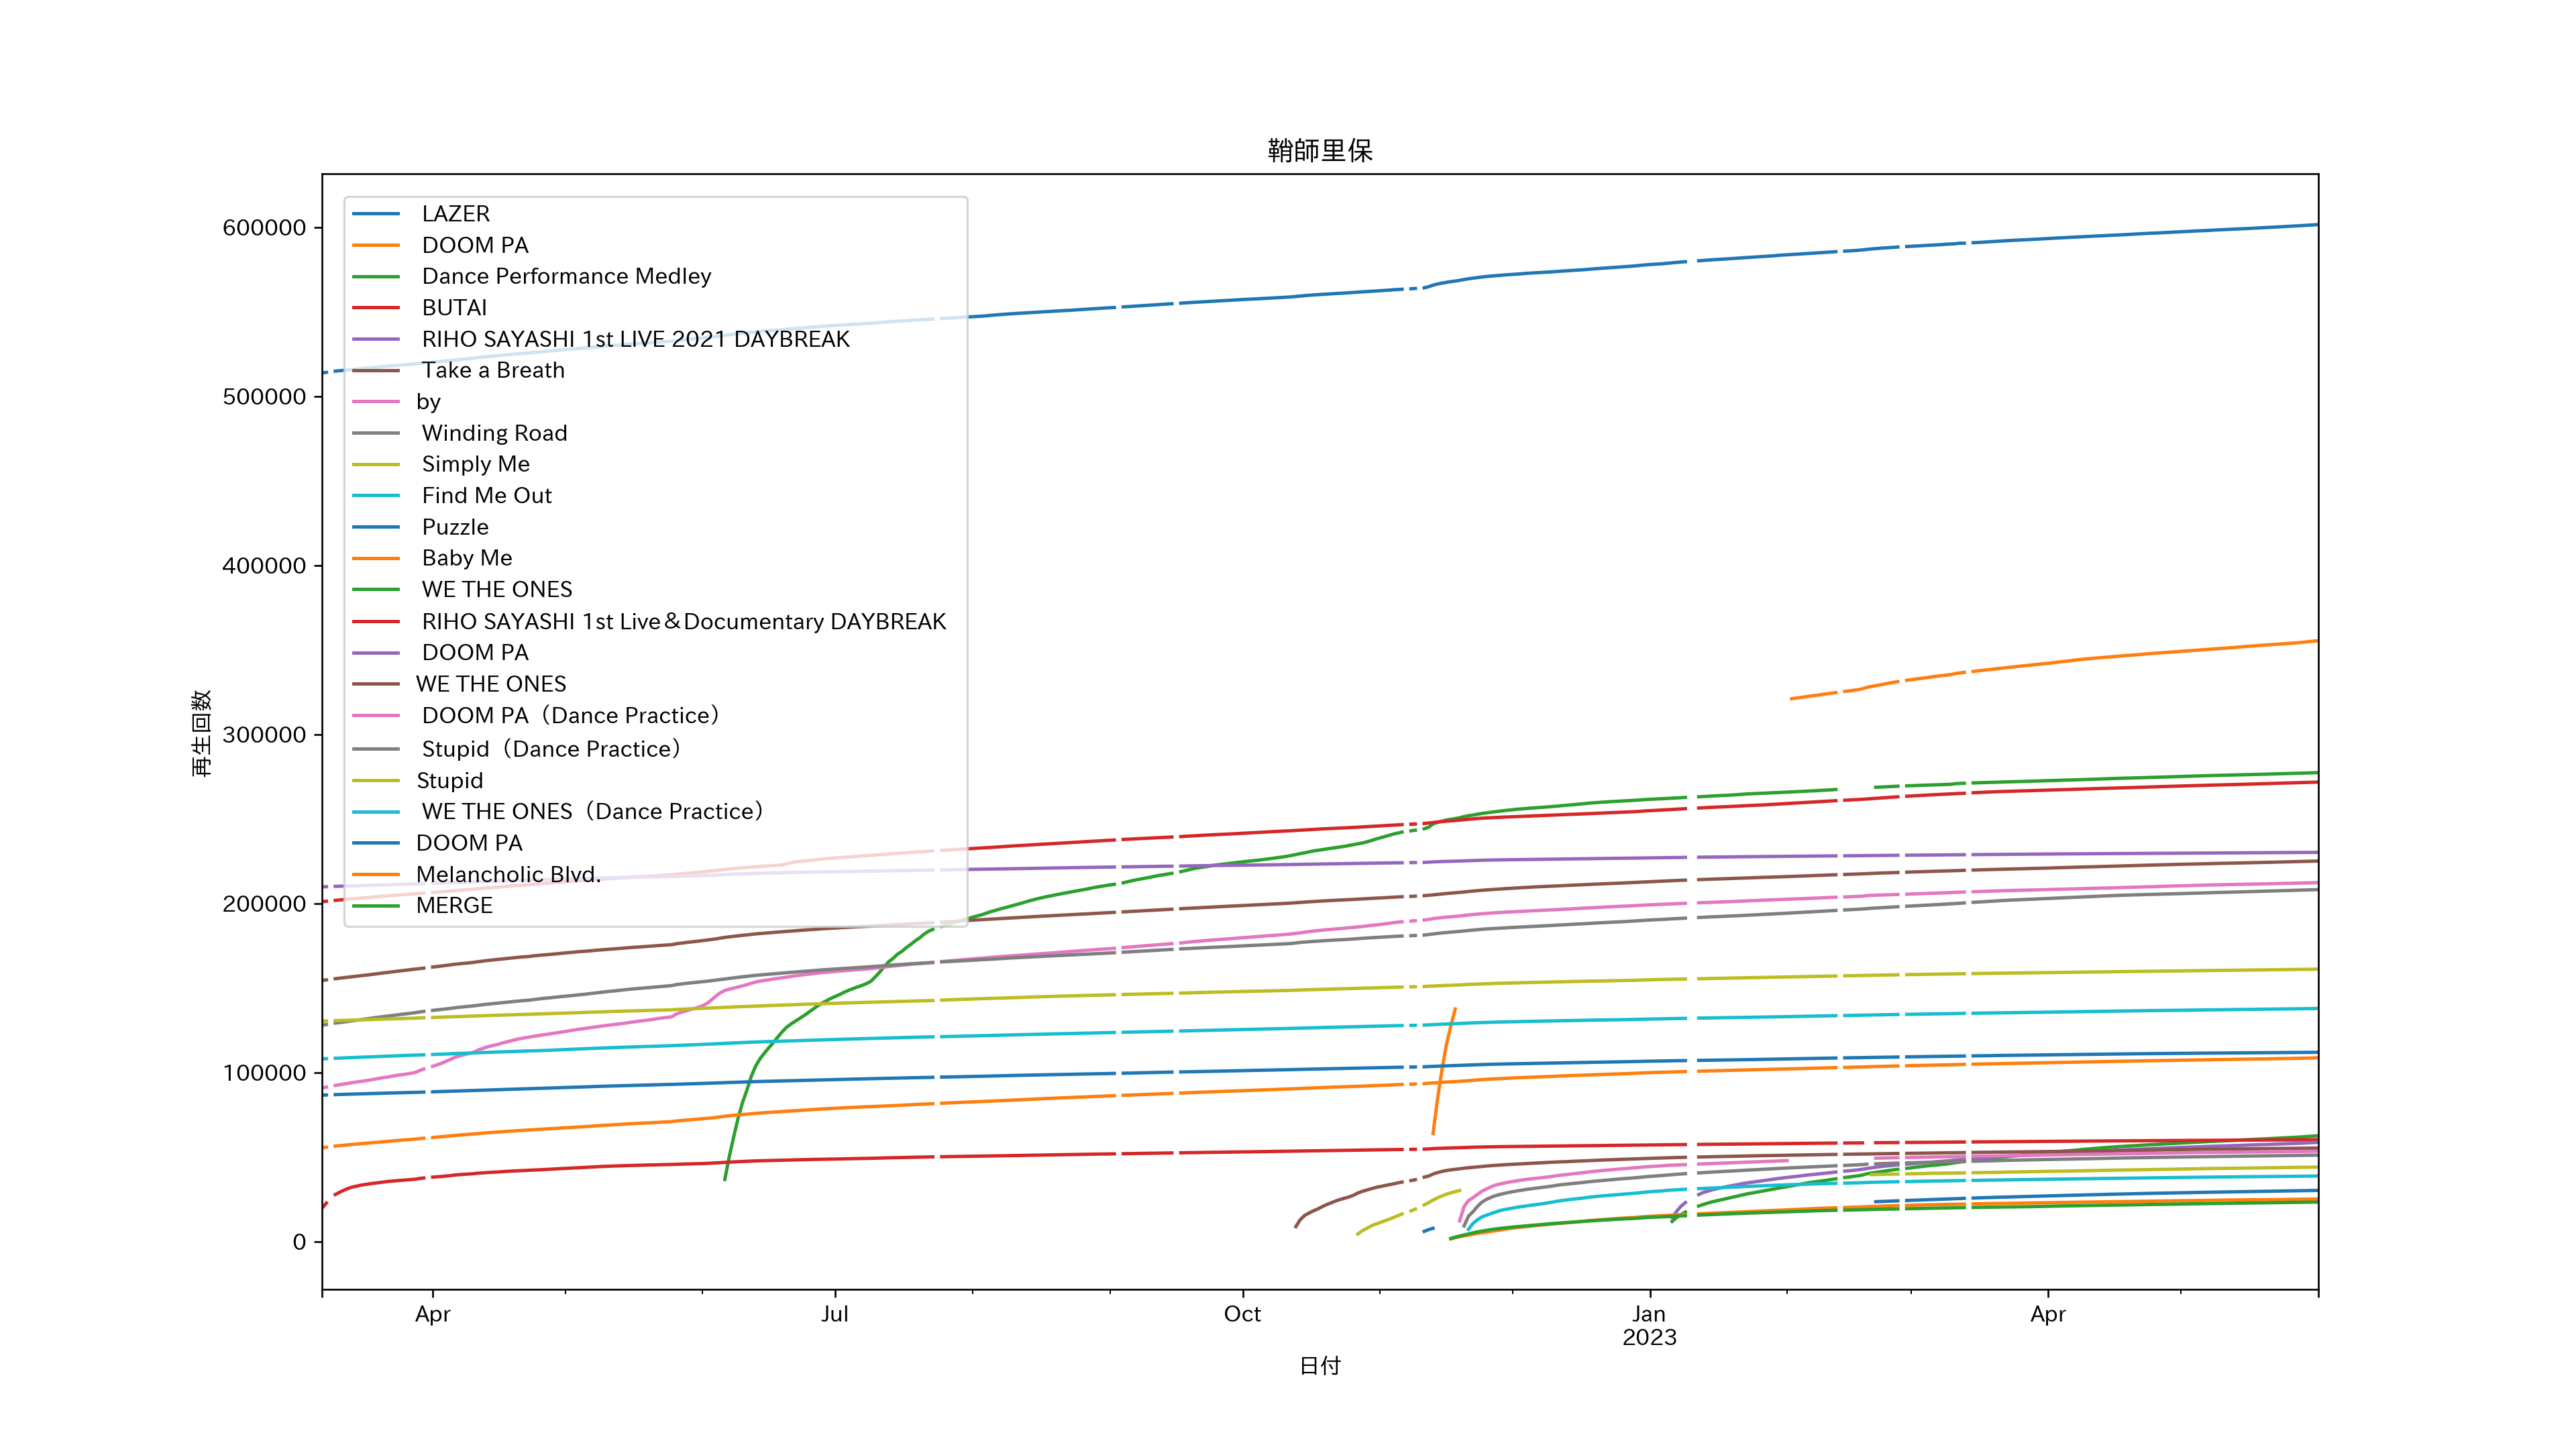 鞘師里保
600000
500000
400000
300000
200000
100000
0
再生回数
LAZER
DOOM PA
Dance Performance Medley
BUTAI
RIHO SAYASHI 1st LIVE 2021 DAYBREAK
Take a Breath
by
Winding Road
Simply Me
Find Me Out
Puzzle
Baby Me
WE THE ONES
RIHO SAYASHI 1st Live＆Documentary DAYBREAK
DOOM PA
WE THE ONES
DOOM PA（Dance Practice）
Stupid（Dance Practice）
Stupid
WE THE ONES（Dance Practice）
DOOM PA
Melancholic Blvd.
MERGE
Apr Jul Oct Jan Apr
2023
日付